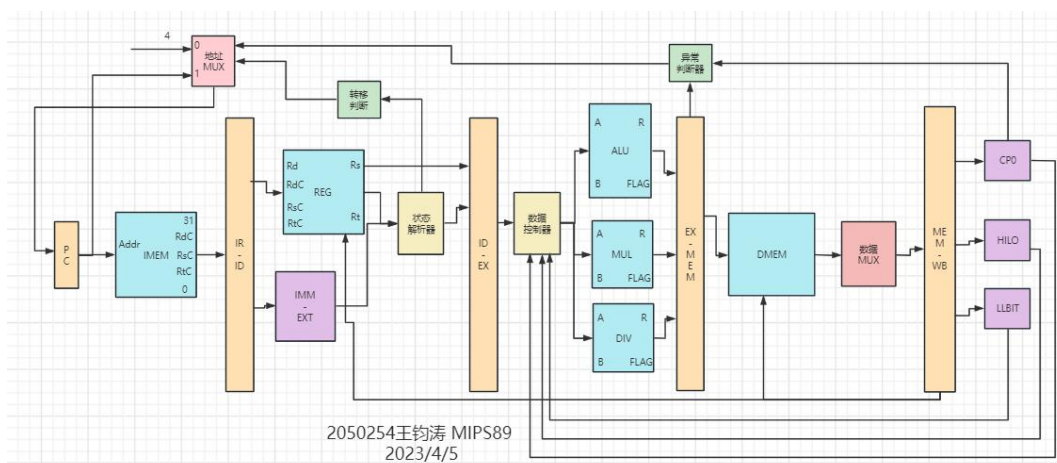 4
0
地址
MUX
1
异常
判断器
转移
判断
A R
ALU
B FLAG
Rd Rs
RdC
REG
RsC
RtC Rt
CP0
P
C
31
RdC
Addr
IMEM RsC
RtC
0
IR
-
ID
状态
解析器
ID
-
EX
数据
控制器
A R
MUL
B FLAG
EX
-
MEM
DMEM
数据
MUX
MEM
-
WB
HILO
IMM
-
EXT
LLBIT
A R
DIV
B FLAG
2050254王钧涛 MIPS89
2023/4/5